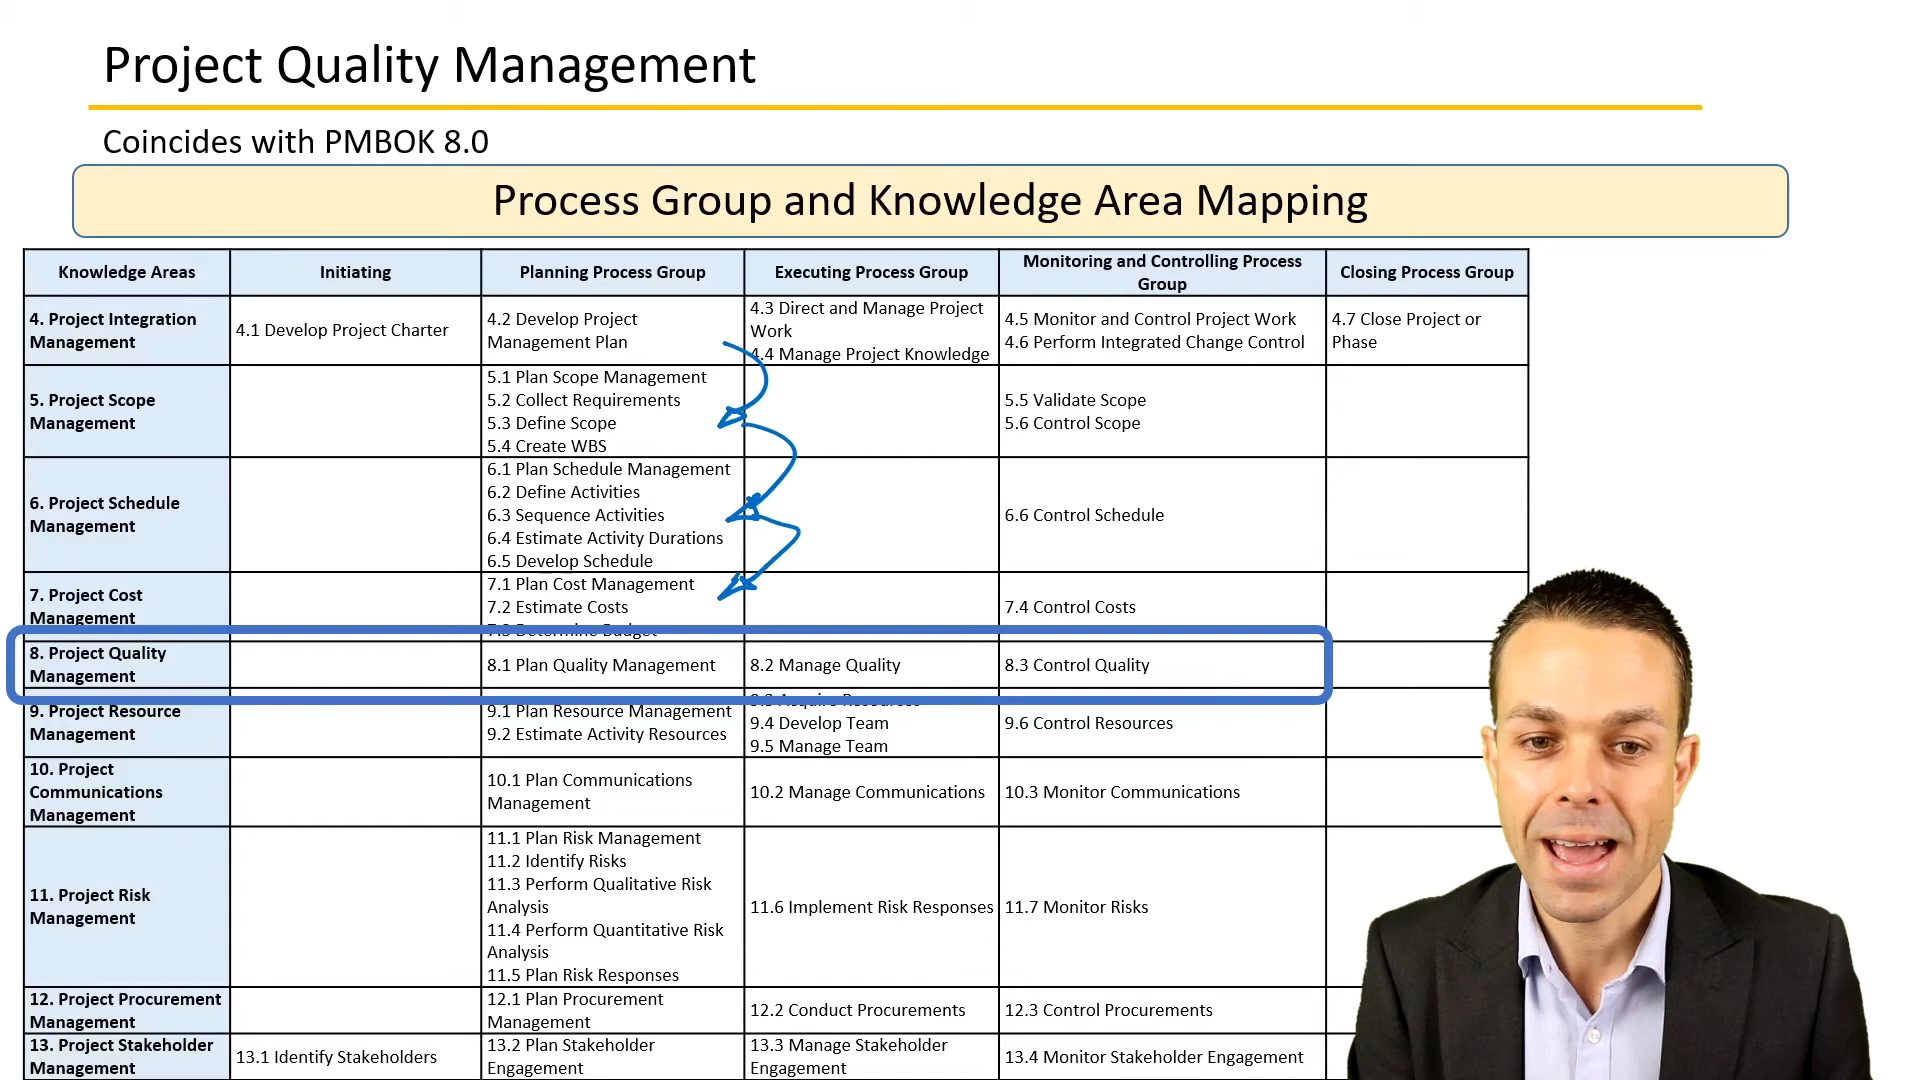 Project Quality Management
Coincides with PMBOK 8.0
Process Group and Knowledge Area Mapping
Knowledge Areas
Initiating
Planning Process Group
Executing Process Group
Monitoring and Controlling Process
Group
Closing Process Group
4. Project Integration
Management
4.1 Develop Project Charter
4.2 Develop Project
Management Plan
4.3 Direct and Manage Project
Work
4.4 Manage Project Knowledge
4.5 Monitor and Control Project Work
4.6 Perform Integrated Change Control
4.7 Close Project or
Phase
5. Project Scope
Management
5.1 Plan Scope Management
5.2 Collect Requirements
5.3 Define Scope
5.4 Create WBS
5.5 Validate Scope
5.6 Control Scope
6. Project Schedule
Management
6.1 Plan Schedule Management
6.2 Define Activities
6.3 Sequence Activities
6.4 Estimate Activity Durations
6.5 Develop Schedule
6.6 Control Schedule
7. Project Cost
Management
7.1 Plan Cost Management
7.2 Estimate Costs
7.3 Determine Budget
7.4 Control Costs
8. Project Quality
Management
8.1 Plan Quality Management
8.2 Manage Quality
8.3 Control Quality
9. Project Resource
Management
9.1 Plan Resource Management
9.2 Estimate Activity Resources
9.3 Acquire Resources
9.4 Develop Team
9.5 Manage Team
9.6 Control Resources
10. Project
Communications
Management
10.1 Plan Communications
Management
10.2 Manage Communications
10.3 Monitor Communications
11. Project Risk
Management
11.1 Plan Risk Management
11.2 Identify Risks
11.3 Perform Qualitative Risk
Analysis
11.4 Perform Quantitative Risk
Analysis
11.5 Plan Risk Responses
11.6 Implement Risk Responses
11.7 Monitor Risks
12. Project Procurement
Management
12.1 Plan Procurement
Management
12.2 Conduct Procurements
12.3 Control Procurements
13. Project Stakeholder
Management
13.1 Identify Stakeholders
13.2 Plan Stakeholder
Engagement
13.3 Manage Stakeholder
Engagement
13.4 Monitor Stakeholder Engagement